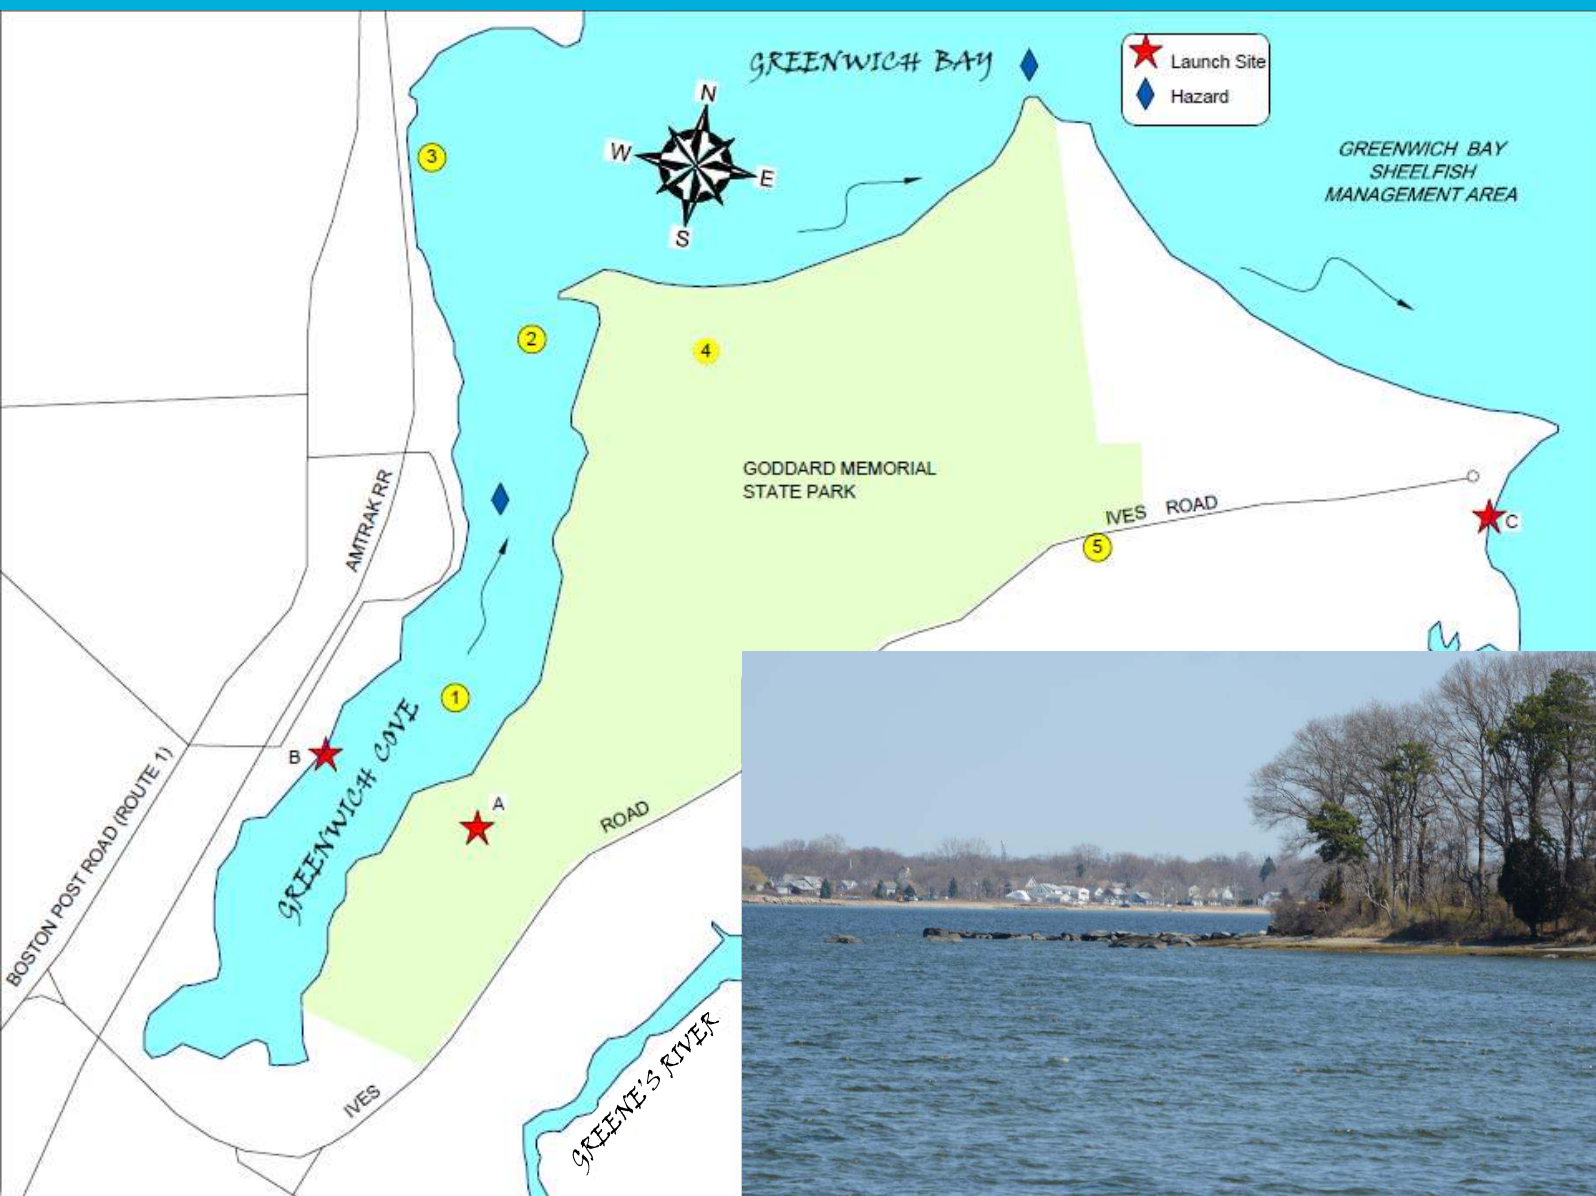 GREENWICH BAY
Launch Site
Hazard
N
W
E
S
GREENWICH BAY
SHEELFISH
MANAGEMENT AREA
3
2
4
GODDARD MEMORIAL
STATE PARK
AMTRAK RR
IVES ROAD
5
C
1
B
GREENWICH COVE
A
ROAD
BOSTON POST ROAD (ROUTE 1)
IVES
GREENE'S RIVER